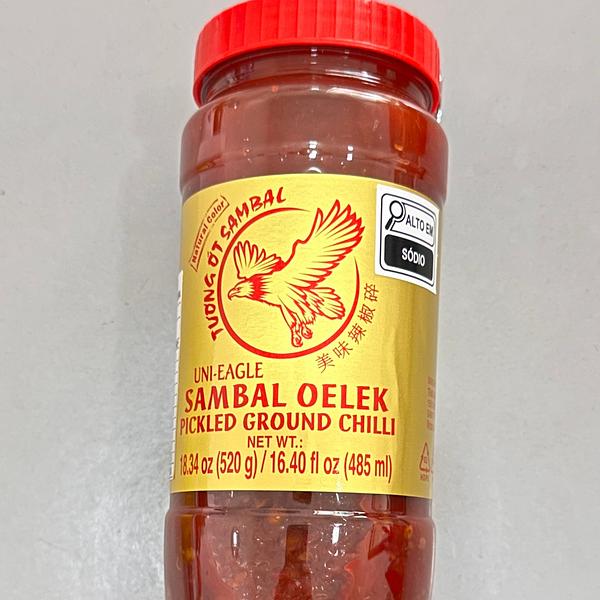 Natural Color
TUONG ỚT SAMBAL
ALTO EM
SÓDIO
美味辣椒碎
UNI-EAGLE
SAMBAL OELEK
PICKLED GROUND CHILLI
NET WT.:
18.34 oz (520 g) / 16.40 fl oz (485 ml)